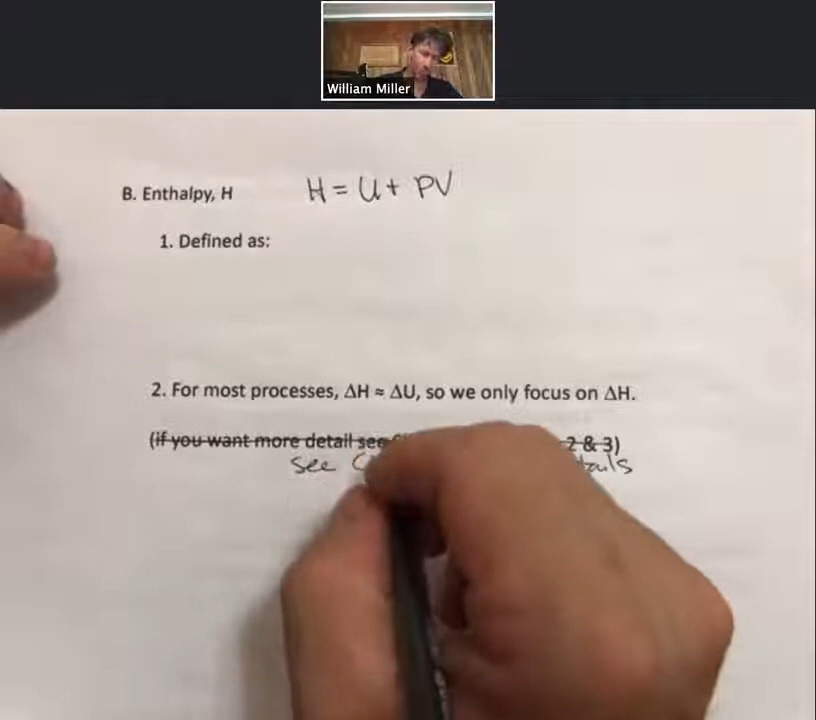 William Miller
B. Enthalpy, H H = U + PV
1. Defined as:
2. For most processes, ΔH ≈ ΔU, so we only focus on ΔH.
(if you want more detail see 2 & 3)
see